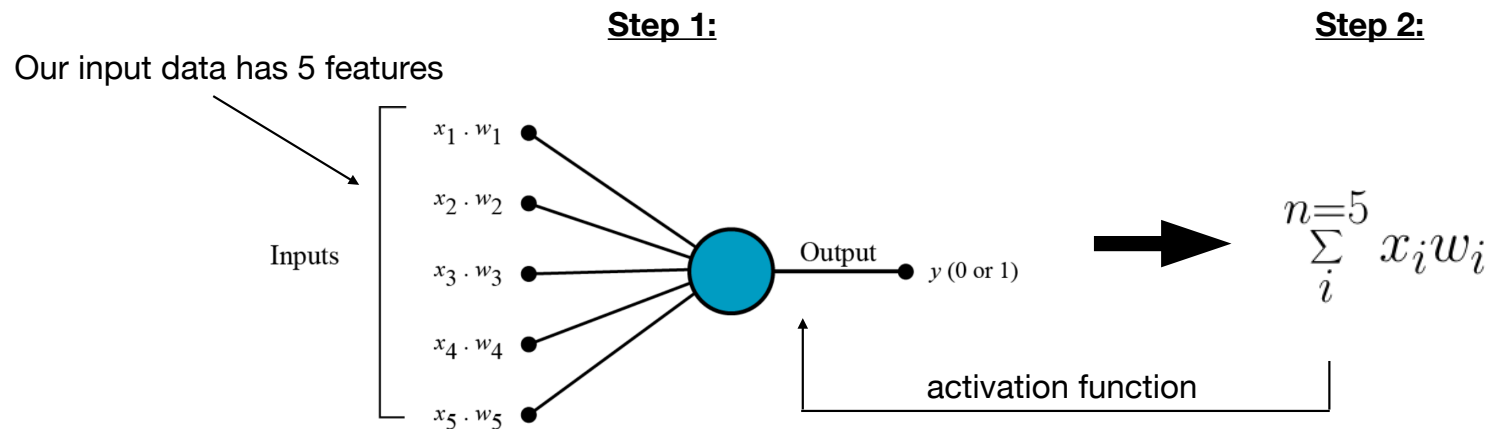 Step 1:
Step 2:
Our input data has 5 features
x1 . w1
x2 . w2
Inputs
x3 . w3
x4 . w4
x5 . w5
Output
y (0 or 1)
n=5
∑ xiwi
i
activation function